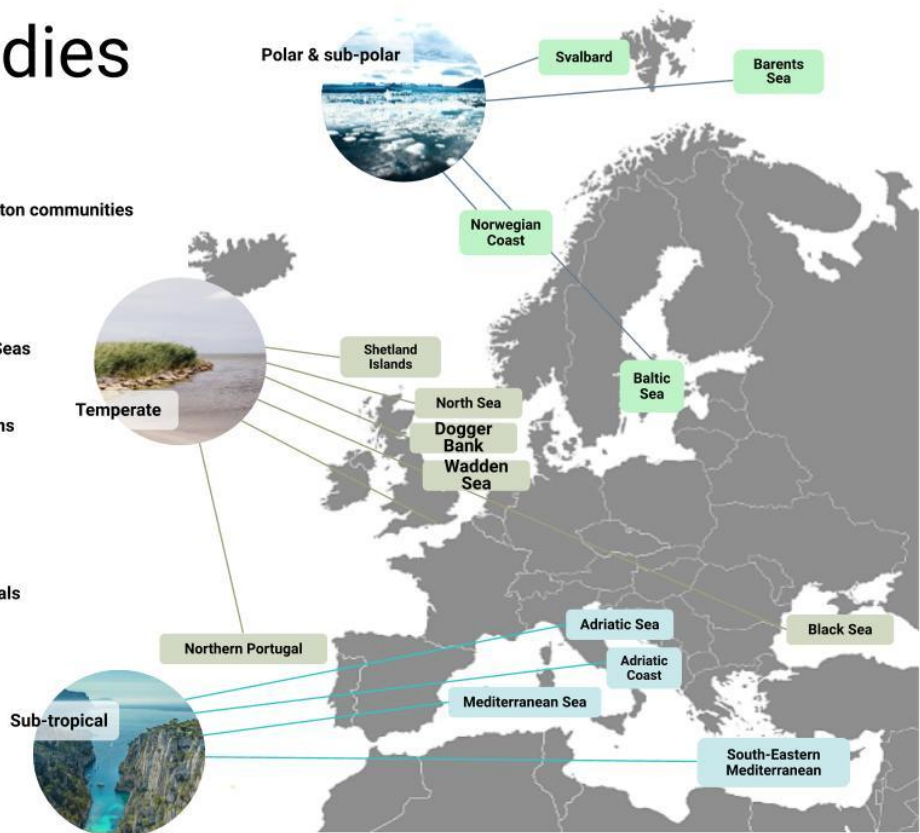 dies
Polar & sub-polar
Svalbard
Barents
Sea
ton communities
Norwegian
Coast
Seas
Shetland
Islands
Baltic
Sea
Temperate
North Sea
ns
Dogger
Bank
Wadden
Sea
als
Adriatic Sea
Black Sea
Northern Portugal
Adriatic
Coast
Mediterranean Sea
Sub-tropical
South-Eastern
Mediterranean